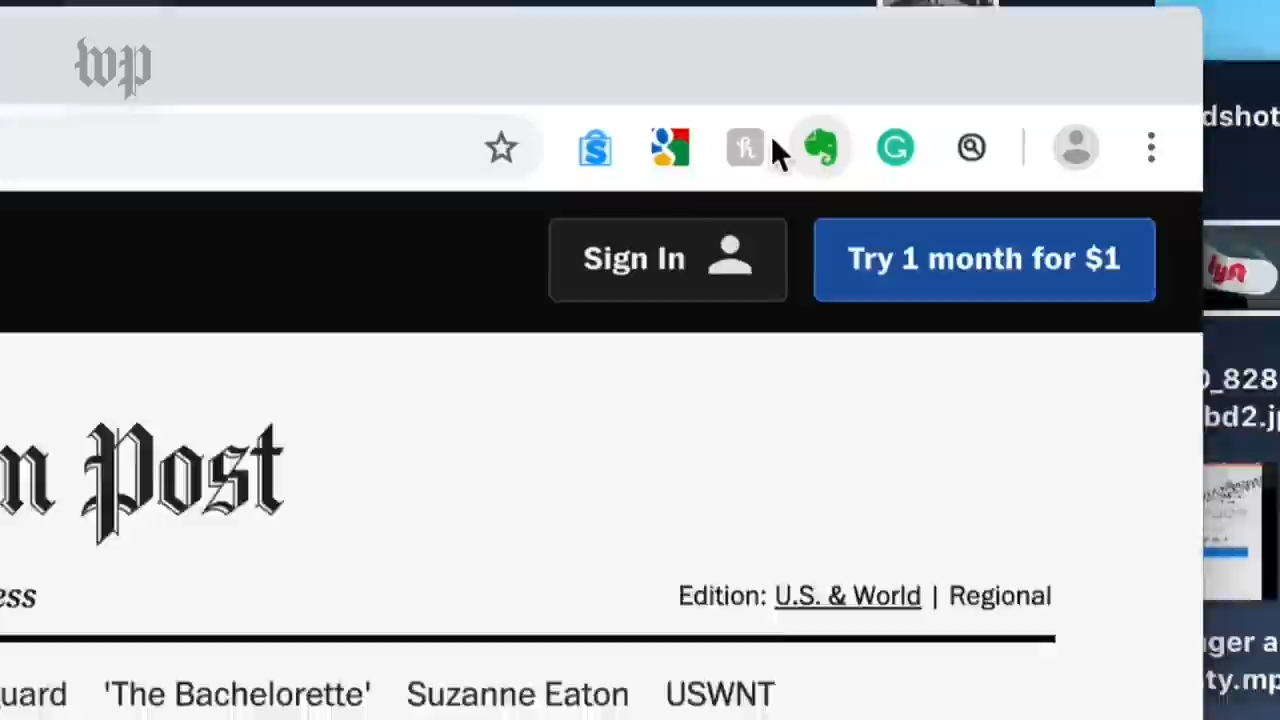 wp
dshot
S
h
G
Sign In
Try 1 month for $1
lyft
0_828
bd2.j
n Post
ess
Edition: U.S. & World | Regional
ger a
uard 'The Bachelorette' Suzanne Eaton USWNT
ty.mp